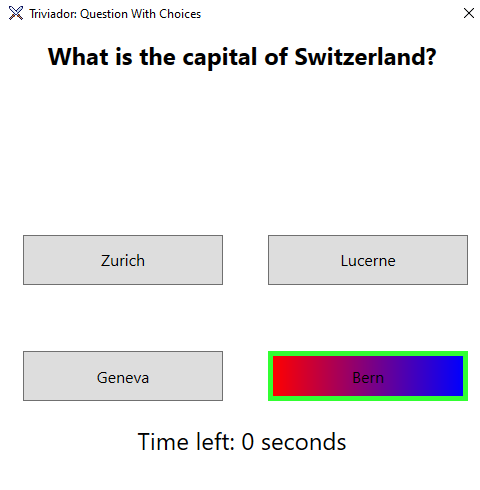 Triviador: Question With Choices
What is the capital of Switzerland?
Zurich
Lucerne
Geneva
Bern
Time left: 0 seconds